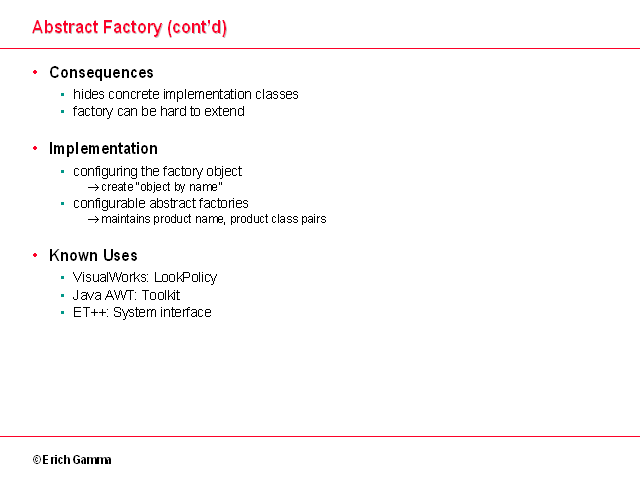 Abstract Factory (cont'd)
• Consequences
• hides concrete implementation classes
• factory can be hard to extend
• Implementation
• configuring the factory object
→ create "object by name"
• configurable abstract factories
→ maintains product name, product class pairs
• Known Uses
• VisualWorks: LookPolicy
• Java AWT: Toolkit
• ET++: System interface
© Erich Gamma